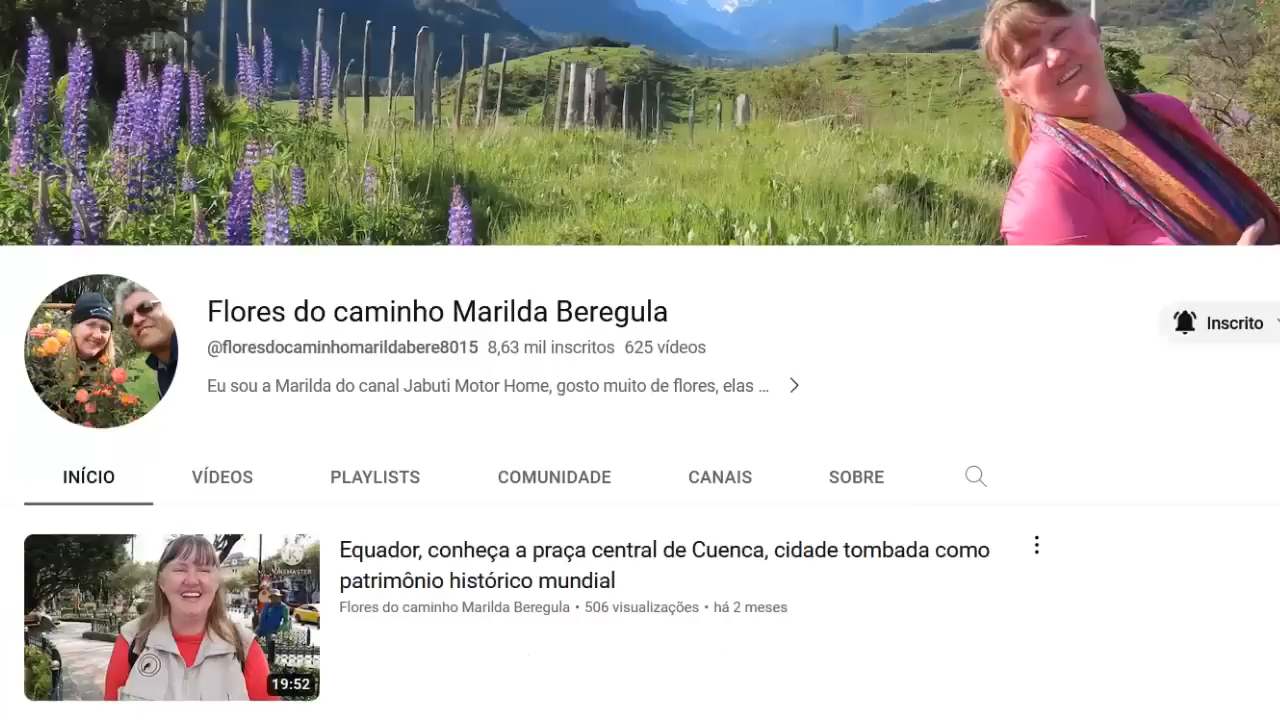 Flores do caminho Marilda Beregula
@floresdocaminhomarildabere8015 8,63 mil inscritos 625 vídeos
Inscrito
Eu sou a Marilda do canal Jabuti Motor Home, gosto muito de flores, elas ...
INÍCIO VÍDEOS PLAYLISTS COMUNIDADE CANAIS SOBRE
Equador, conheça a praça central de Cuenca, cidade tombada como
patrimônio histórico mundial
Flores do caminho Marilda Beregula • 506 visualizações • há 2 meses
19:52